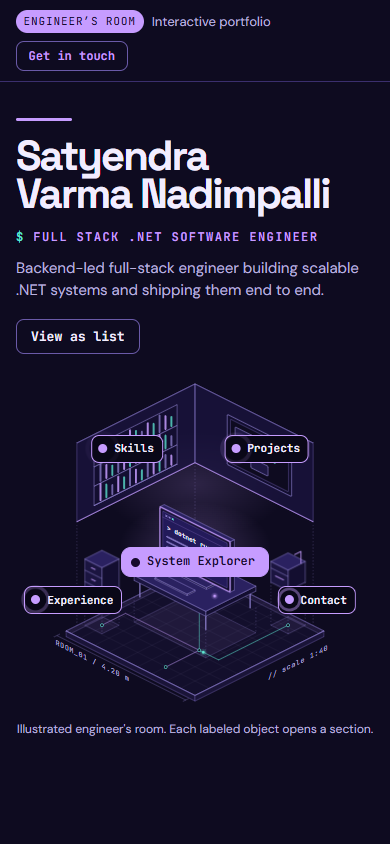 ENGINEER'S ROOM Interactive portfolio
Get in touch
Satyendra
Varma Nadimpalli
$ FULL STACK .NET SOFTWARE ENGINEER
Backend-led full-stack engineer building scalable
.NET systems and shipping them end to end.
View as list
Skills
Projects
> dotnet
System Explorer
Experience
Contact
ROOM_01 / 4.20 m
// scale 1:40
Illustrated engineer's room. Each labeled object opens a section.